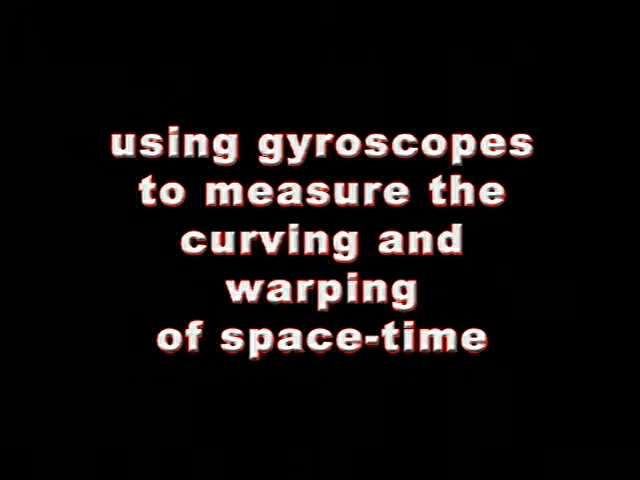 using gyroscopes
to measure the
curving and
warping
of space-time